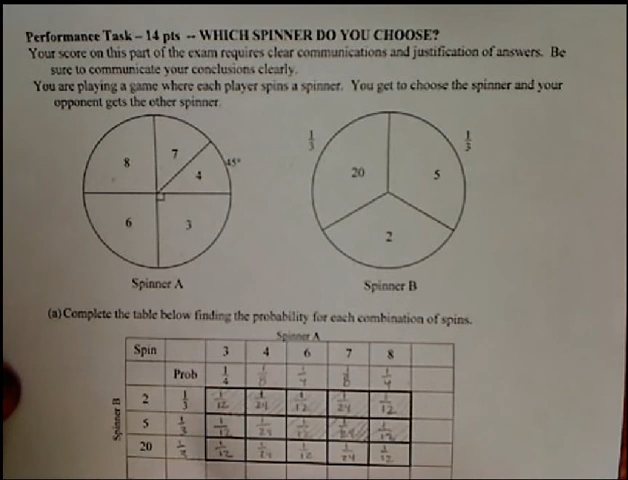 Performance Task – 14 pts -- WHICH SPINNER DO YOU CHOOSE?
Your score on this part of the exam requires clear communications and justification of answers. Be
sure to communicate your conclusions clearly.
You are playing a game where each player spins a spinner. You get to choose the spinner and your
opponent gets the other spinner.
8 7 4 45° 6 3
1/3 1/3 20 5 2
Spinner A Spinner B
(a) Complete the table below finding the probability for each combination of spins.
Spinner A
Spin 3 4 6 7 8
Prob 1/4 1/8 1/4 1/8 1/4
Spinner B
2 1/3 1/12 1/24 1/12 1/24 1/12
5 1/3 1/12 1/24 1/12 1/24 1/12
20 1/3 1/12 1/24 1/12 1/24 1/12